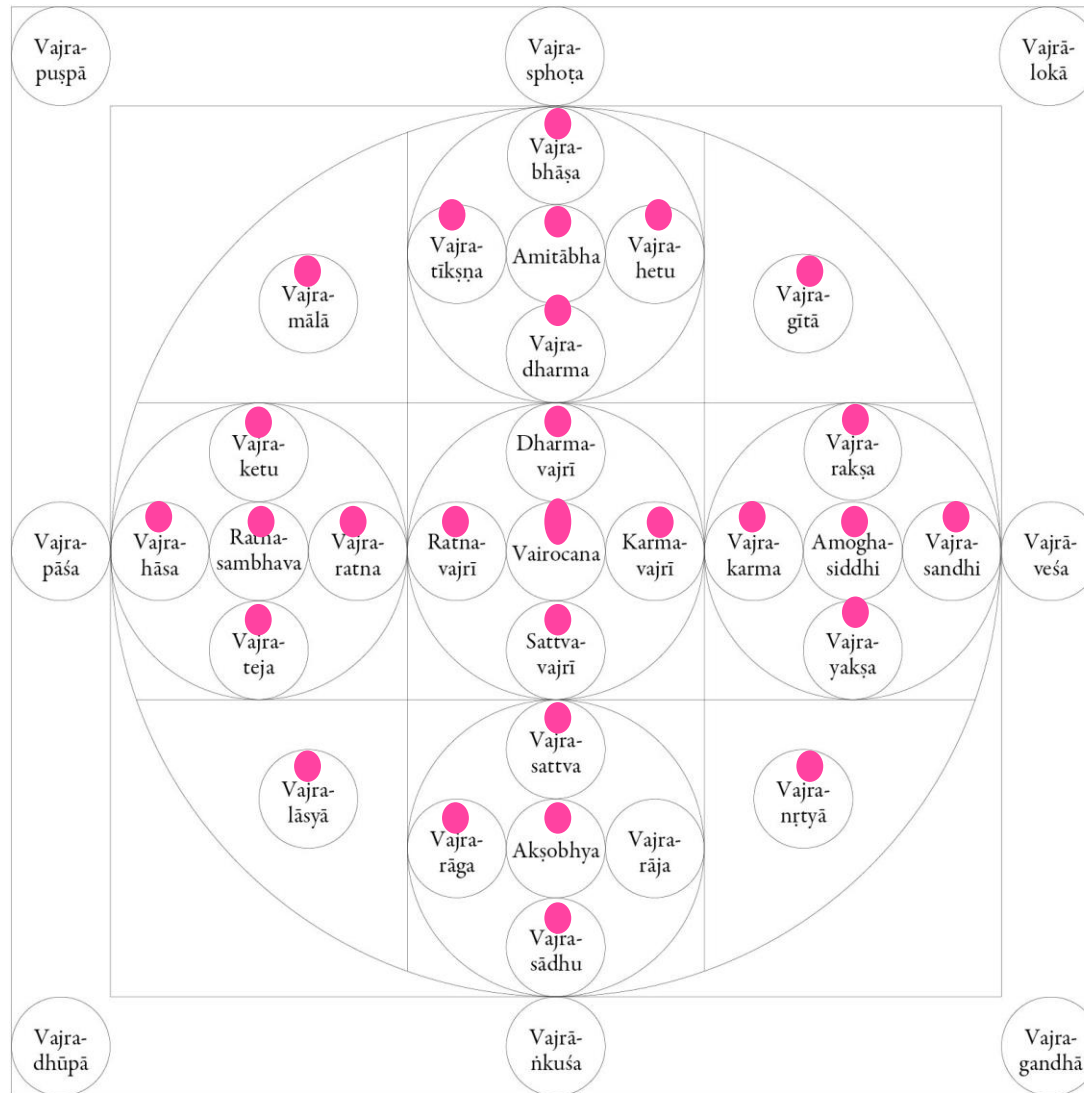 Vajra-
puṣpā
Vajra-
sphoṭa
Vajrā-
lokā
Vajra-
bhāṣa
Vajra-
tīkṣṇa
Amitābha
Vajra-
hetu
Vajra-
mālā
Vajra-
gītā
Vajra-
dharma
Vajra-
ketu
Dharma-
vajrī
Vajra-
rakṣa
Vajra-
pāśa
Vajra-
hāsa
Ratna-
sambhava
Vajra-
ratna
Ratna-
vajrī
Vairocana
Karma-
vajrī
Vajra-
karma
Amogha-
siddhi
Vajra-
sandhi
Vajrā-
veśa
Vajra-
teja
Sattva-
vajrī
Vajra-
yakṣa
Vajra-
sattva
Vajra-
lāsyā
Vajra-
nṛtyā
Vajra-
rāga
Akṣobhya
Vajra-
rāja
Vajra-
sādhu
Vajra-
dhūpā
Vajrā-
ṅkuśa
Vajra-
gandhā